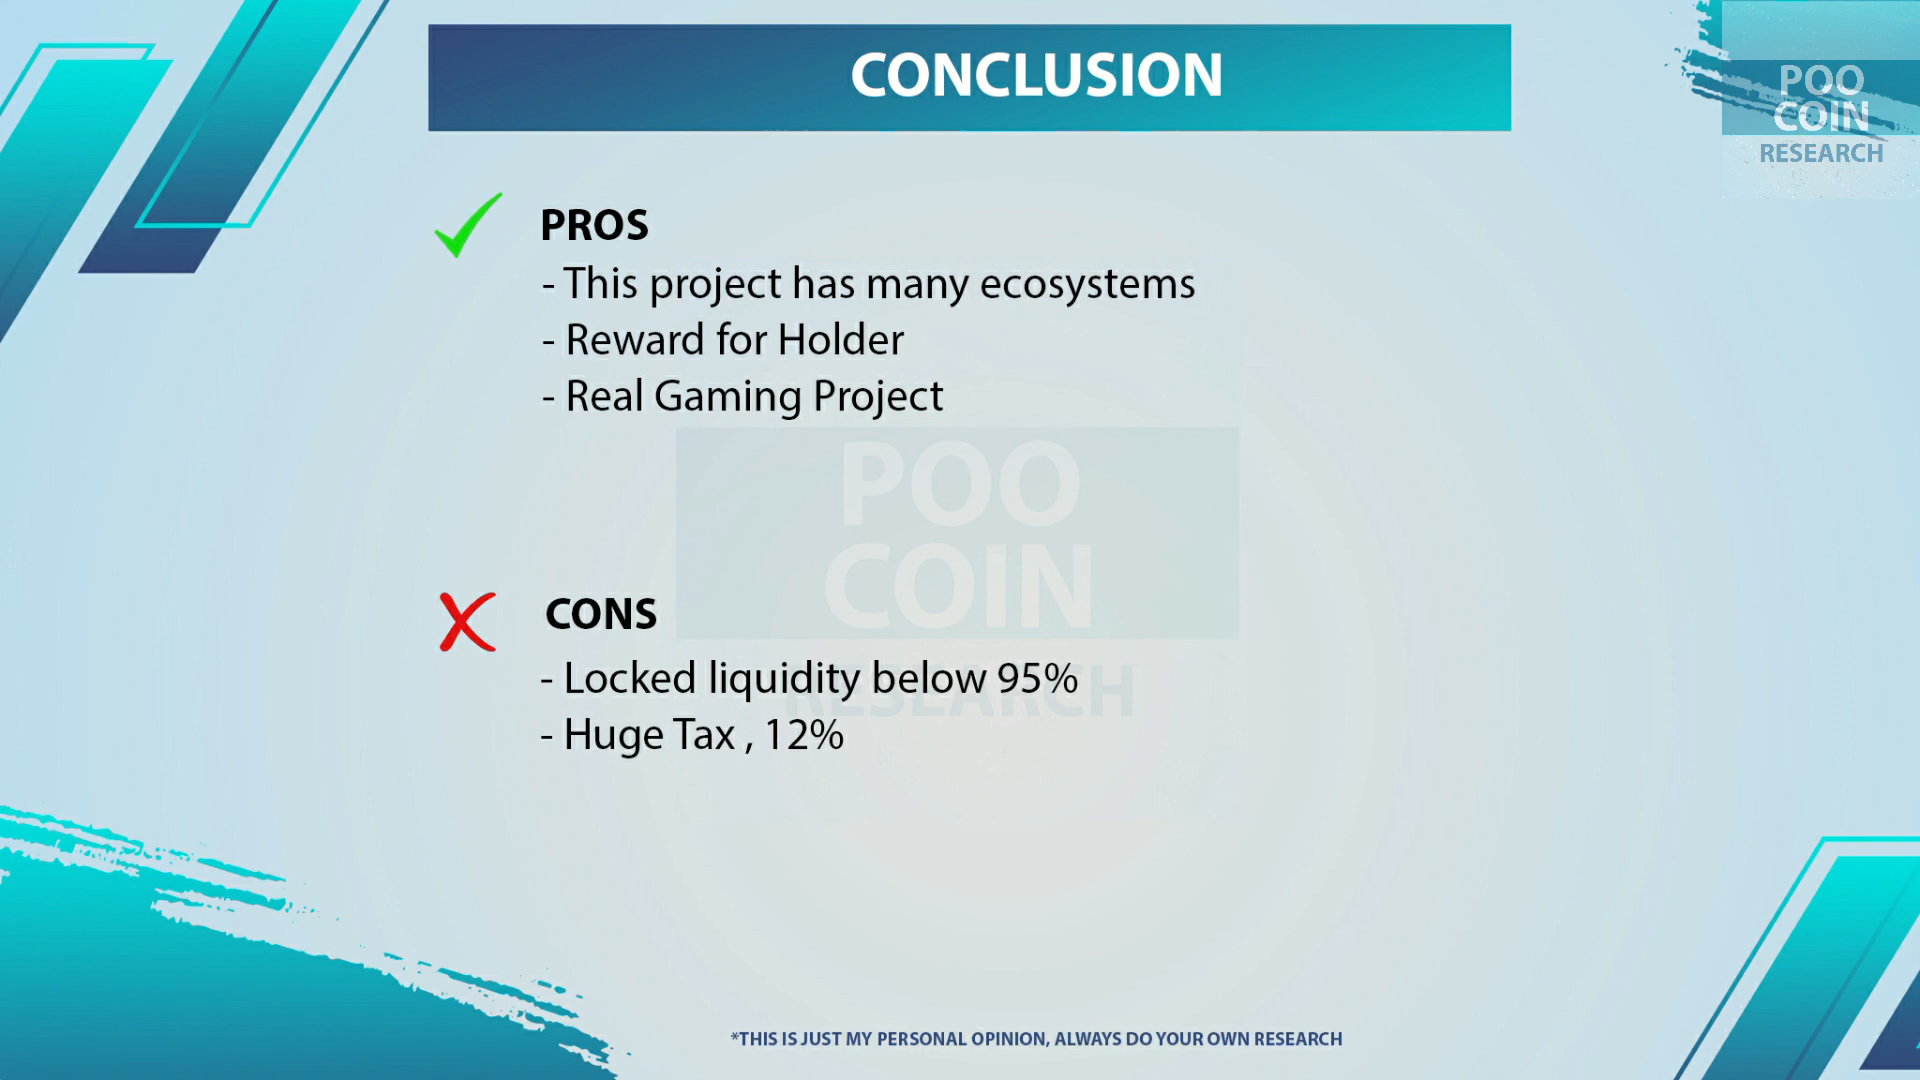 CONCLUSION
POO
COIN
RESEARCH
PROS
- This project has many ecosystems
- Reward for Holder
- Real Gaming Project
POO
COIN
RESEARCH
CONS
- Locked liquidity below 95%
- Huge Tax , 12%
*THIS IS JUST MY PERSONAL OPINION, ALWAYS DO YOUR OWN RESEARCH